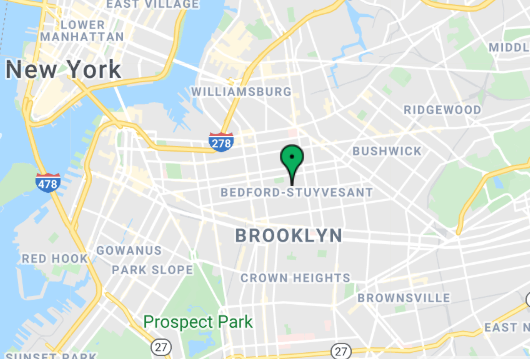 EAST VILLAGE
LOWER
MANHATTAN
MIDDL
New York
WILLIAMSBURG
RIDGEWOOD
278
BUSHWICK
478
BEDFORD-STUYVESANT
BROOKLYN
GOWANUS
RED HOOK
PARK SLOPE
CROWN HEIGHTS
BROWNSVILLE
Prospect Park
EAST N
27
27
SUNSET PARK